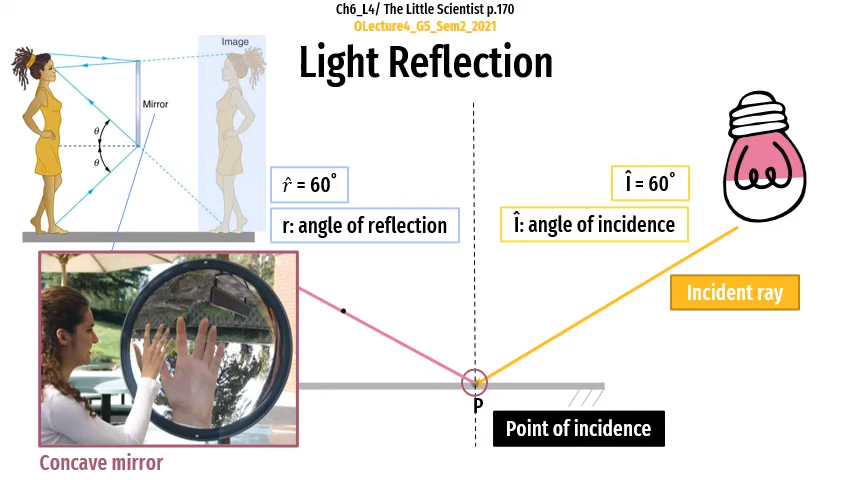 Ch6_L4/ The Little Scientist p.170
OLecture4_G5_Sem2_2021
Light Reflection
Image
Mirror
θ
θ
r̂ = 60°
r: angle of reflection
Î = 60°
Î: angle of incidence
Incident ray
P
Point of incidence
Concave mirror